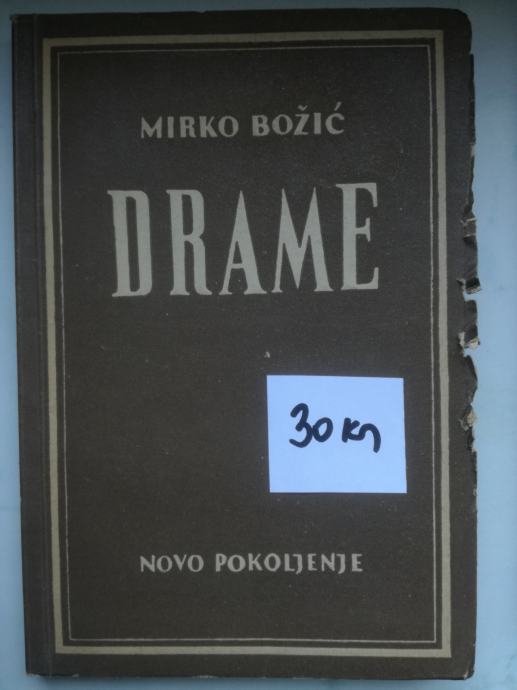 MIRKO BOŽIĆ
DRAME
30 kn
NOVO POKOLJENJE